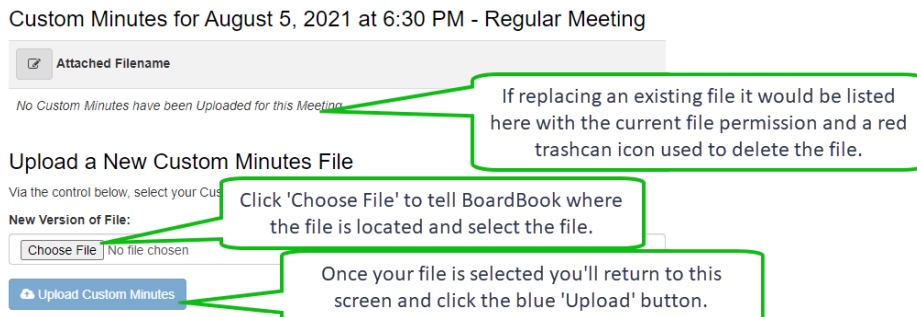 Custom Minutes for August 5, 2021 at 6:30 PM - Regular Meeting
Attached Filename
No Custom Minutes have been Uploaded for this Meeting
If replacing an existing file it would be listed
here with the current file permission and a red
trashcan icon used to delete the file.
Upload a New Custom Minutes File
Via the control below, select your Cus
Click 'Choose File' to tell BoardBook where
the file is located and select the file.
New Version of File:
Choose File No file chosen
Once your file is selected you'll return to this
screen and click the blue 'Upload' button.
Upload Custom Minutes